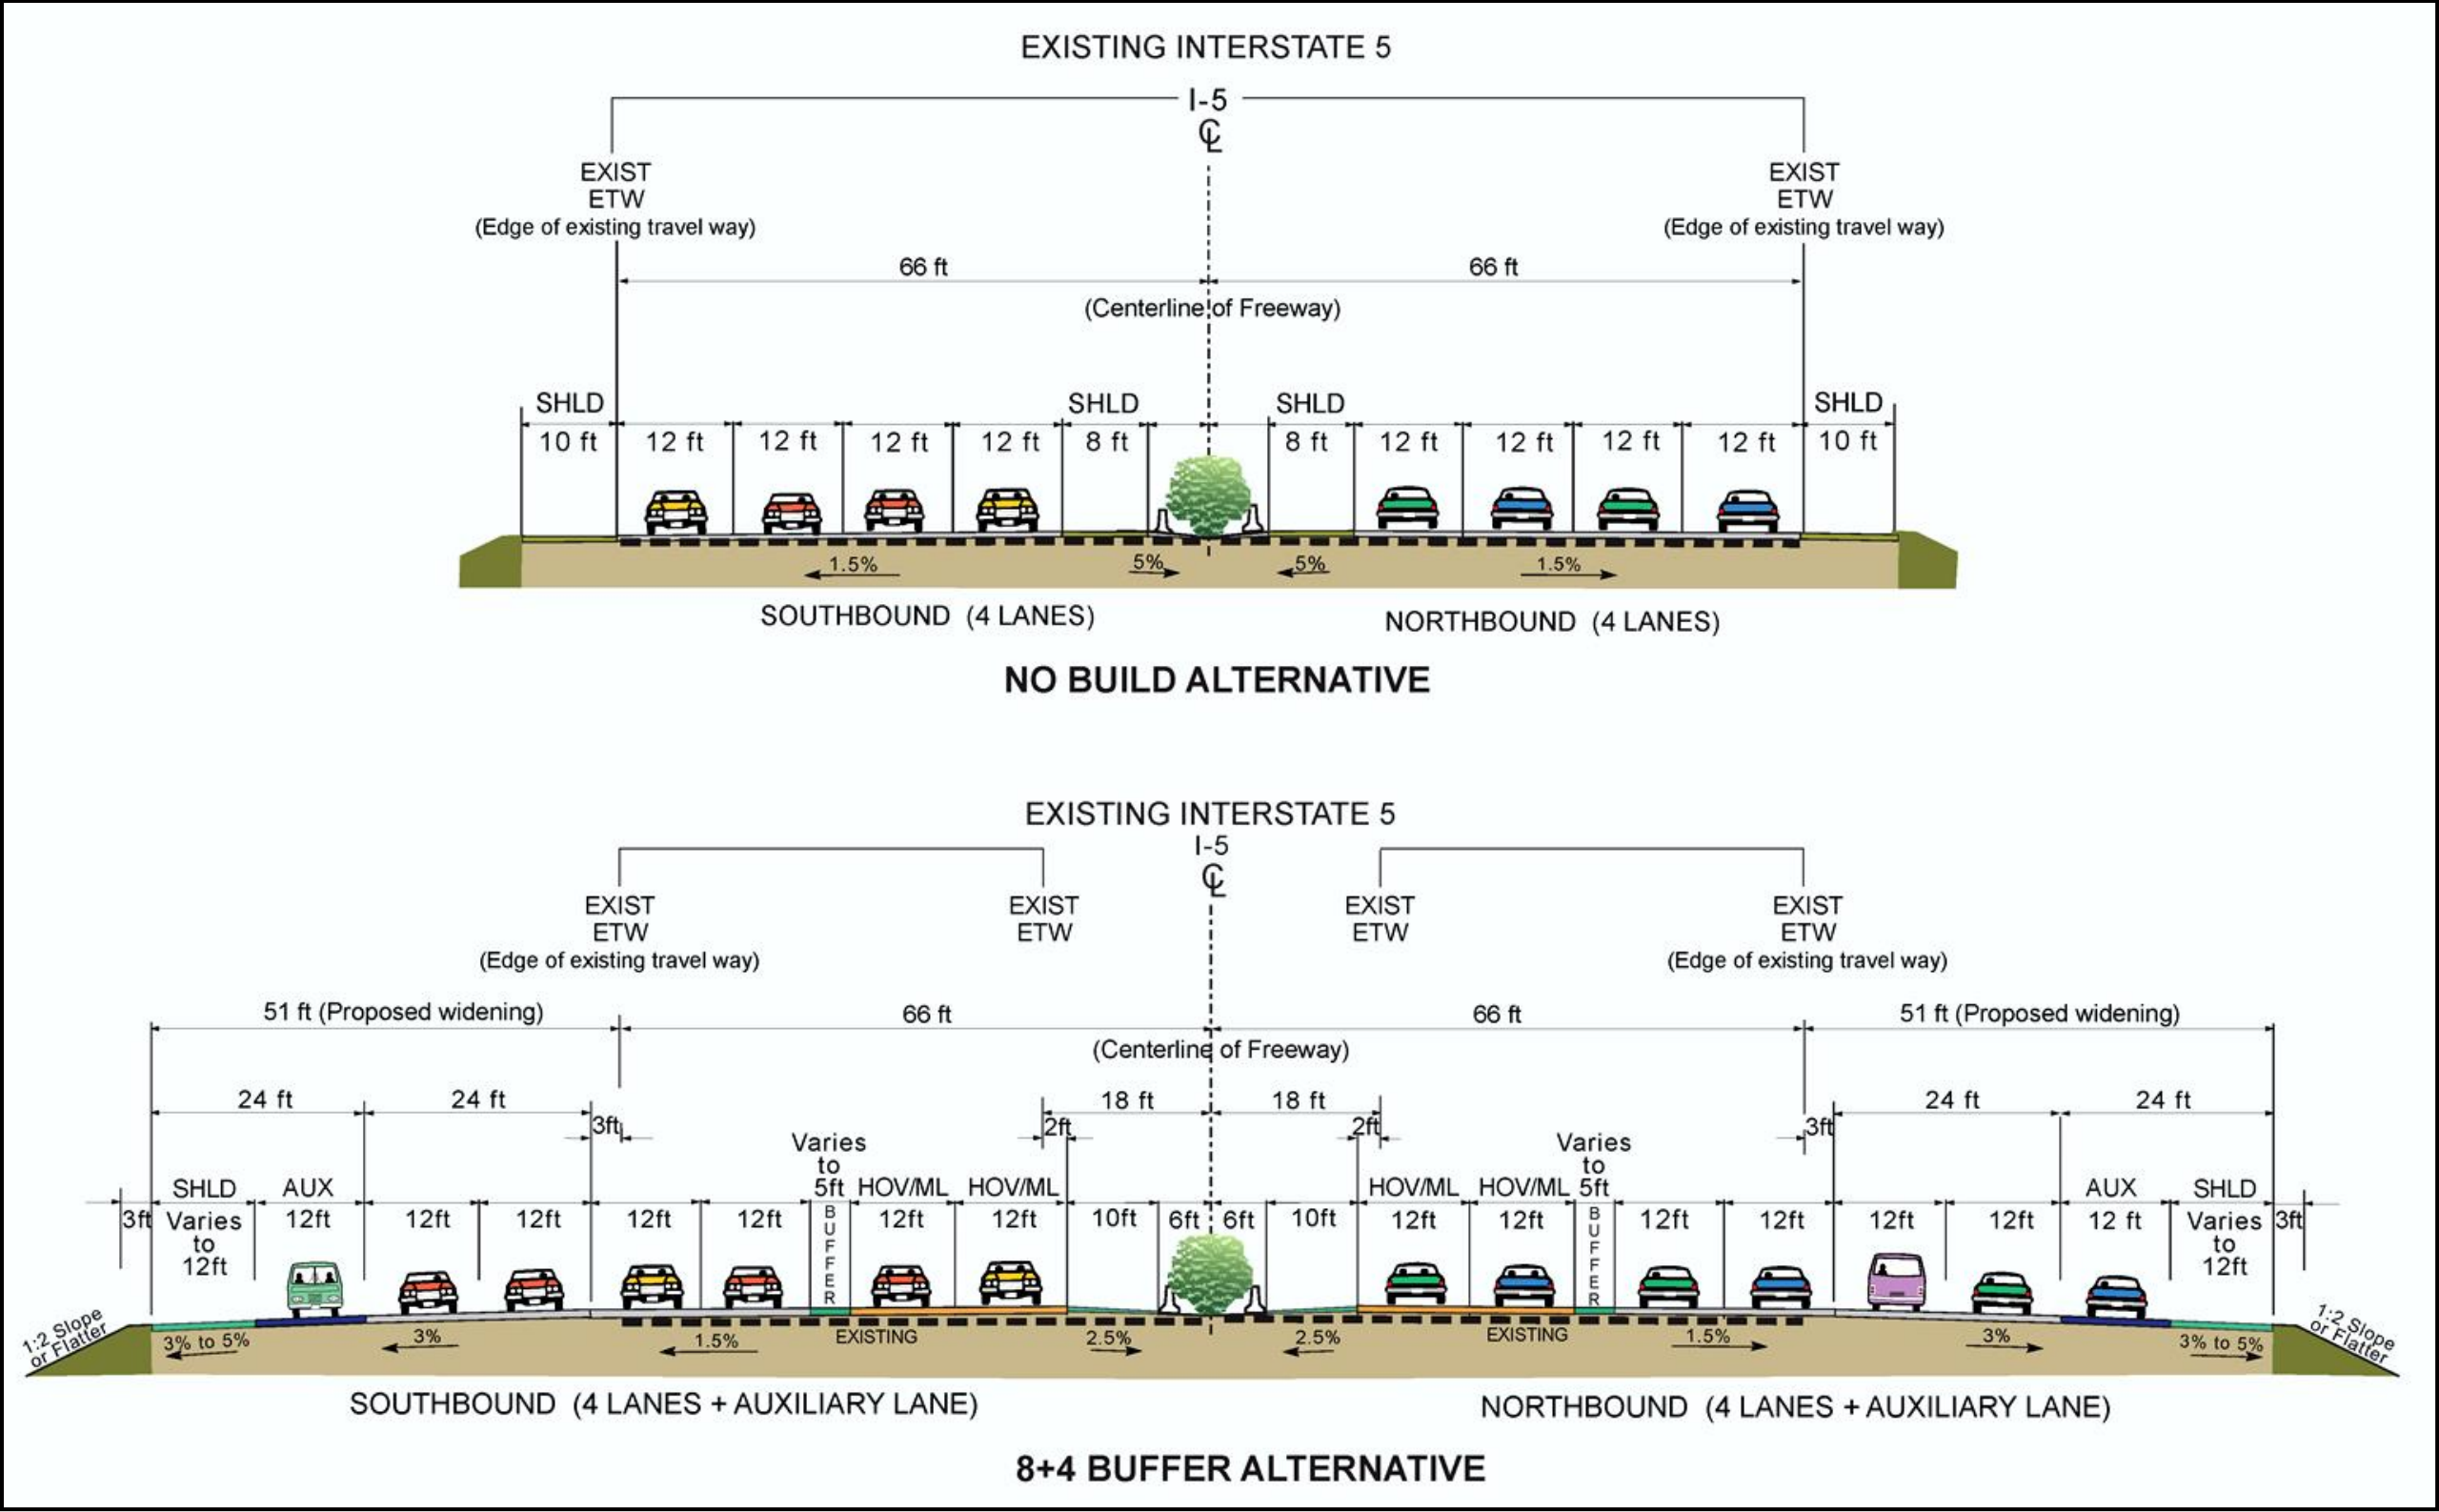 EXISTING INTERSTATE 5
I-5
℄
EXIST
ETW
(Edge of existing travel way)
EXIST
ETW
(Edge of existing travel way)
66 ft 66 ft
(Centerline of Freeway)
SHLD SHLD SHLD SHLD
10 ft 12 ft 12 ft 12 ft 12 ft 8 ft 8 ft 12 ft 12 ft 12 ft 12 ft 10 ft
1.5% 5% 5% 1.5%
SOUTHBOUND (4 LANES) NORTHBOUND (4 LANES)
NO BUILD ALTERNATIVE
EXISTING INTERSTATE 5
I-5
℄
EXIST
ETW
(Edge of existing travel way)
EXIST
ETW
EXIST
ETW
EXIST
ETW
(Edge of existing travel way)
51 ft (Proposed widening) 66 ft 66 ft 51 ft (Proposed widening)
(Centerline of Freeway)
24 ft 24 ft 18 ft 18 ft 24 ft 24 ft
3ft 2ft 2ft 3ft
Varies
to
5ft
Varies
to
5ft
SHLD AUX HOV/ML HOV/ML HOV/ML HOV/ML AUX SHLD
3ft Varies
to
12ft
12ft 12ft 12ft 12ft 12ft
BUFFER
12ft 12ft 10ft 6ft 6ft 10ft 12ft 12ft
BUFFER
12ft 12ft 12ft 12ft 12 ft
Varies
to
12ft
3ft
1:2 Slope
or Flatter
3% to 5% 3% 1.5% EXISTING 2.5% 2.5% EXISTING 1.5% 3% 3% to 5%
1:2 Slope
or Flatter
SOUTHBOUND (4 LANES + AUXILIARY LANE) NORTHBOUND (4 LANES + AUXILIARY LANE)
8+4 BUFFER ALTERNATIVE